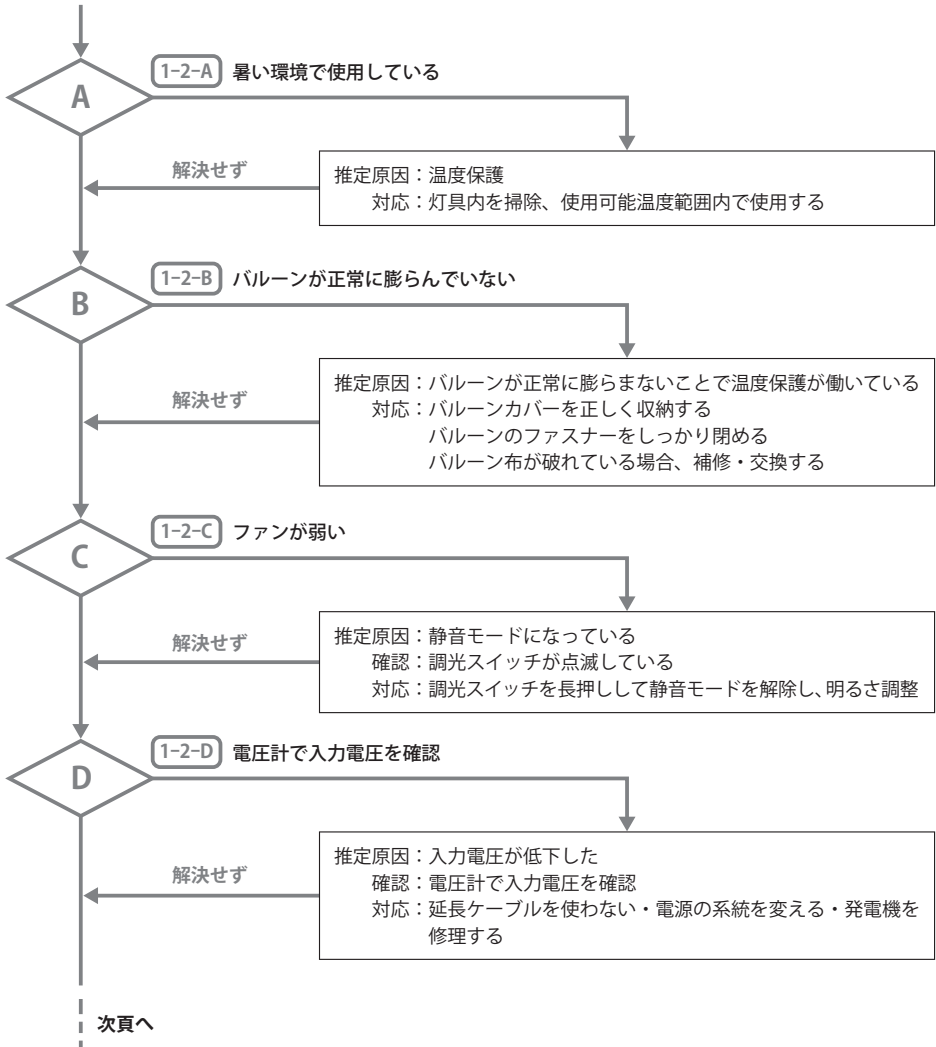 1-2-A 暑い環境で使用している
A
解決せず
推定原因：温度保護
対応：灯具内を掃除、使用可能温度範囲内で使用する
1-2-B バルーンが正常に膨らんでいない
B
解決せず
推定原因：バルーンが正常に膨らまないことで温度保護が働いている
対応：バルーンカバーを正しく収納する
バルーンのファスナーをしっかり閉める
バルーン布が破れている場合、補修・交換する
1-2-C ファンが弱い
C
解決せず
推定原因：静音モードになっている
確認：調光スイッチが点滅している
対応：調光スイッチを長押しして静音モードを解除し、明るさ調整
1-2-D 電圧計で入力電圧を確認
D
解決せず
推定原因：入力電圧が低下した
確認：電圧計で入力電圧を確認
対応：延長ケーブルを使わない・電源の系統を変える・発電機を
修理する
次頁へ